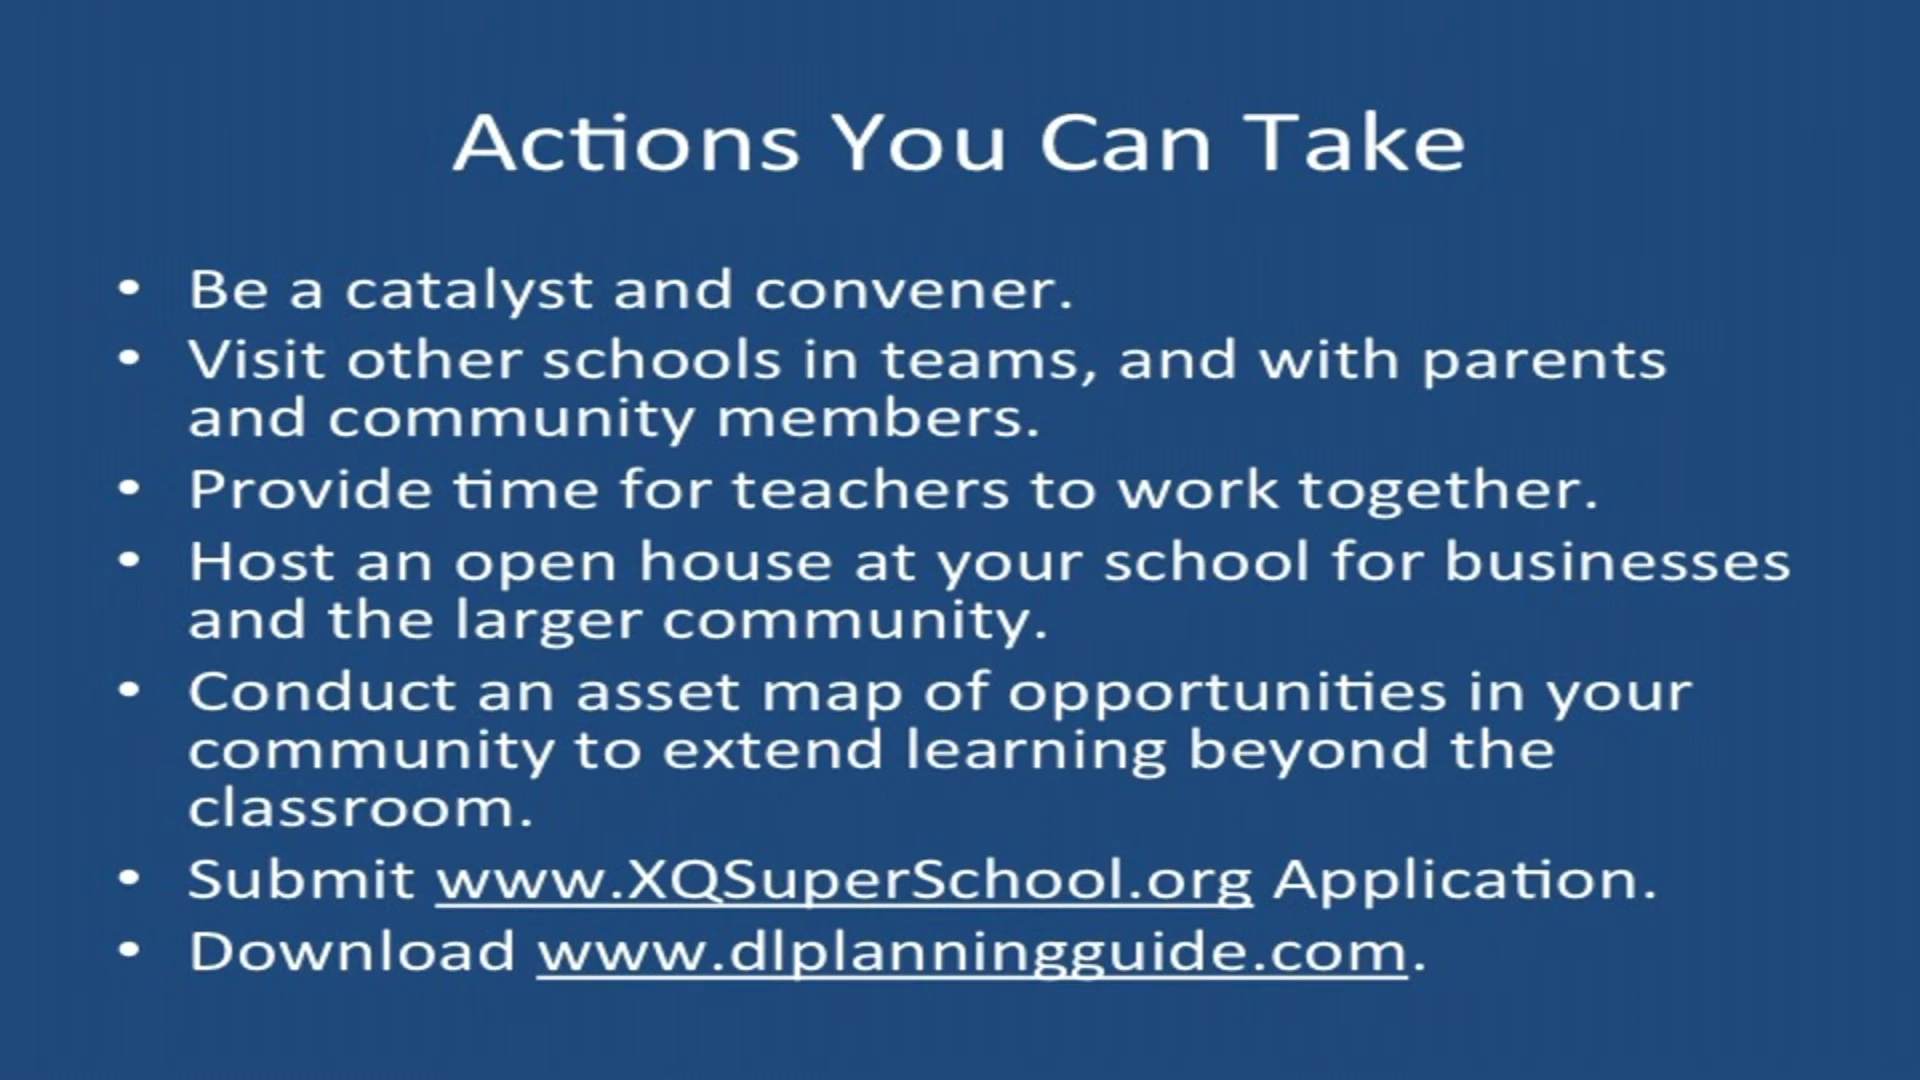 Actions You Can Take
• Be a catalyst and convener.
• Visit other schools in teams, and with parents
and community members.
• Provide time for teachers to work together.
• Host an open house at your school for businesses
and the larger community.
• Conduct an asset map of opportunities in your
community to extend learning beyond the
classroom.
• Submit www.XQSuperSchool.org Application.
• Download www.dlplanningguide.com.